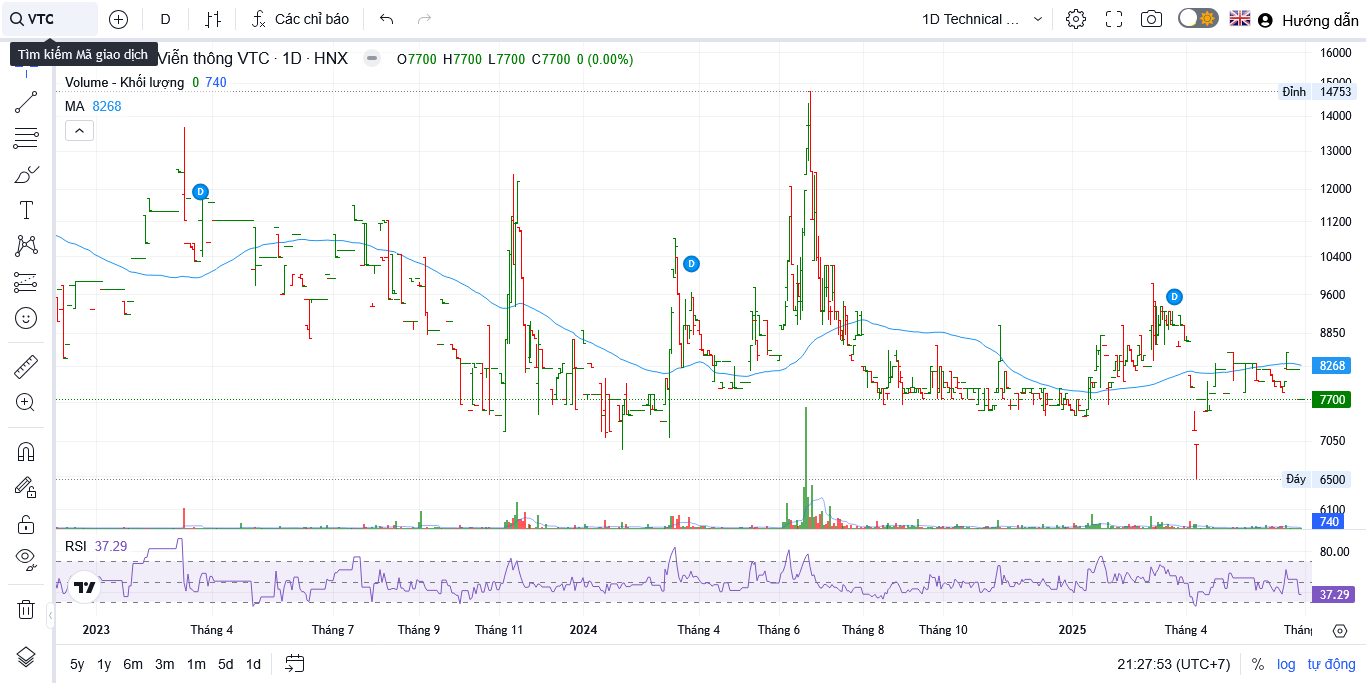 VTC
D
Các chỉ báo
1D Technical ...
Hướng dẫn
Tìm kiếm Mã giao dịch
Viễn thông VTC · 1D · HNX
O7700 H7700 L7700 C7700 0 (0.00%)
Volume - Khối lượng 0 740
MA 8268
16000
15000
Đỉnh 14753
14000
13000
12000
11200
10400
9600
8850
8268
7700
7050
Đáy 6500
6100
740
D
D
D
RSI 37.29
80.00
37.29
2023
Tháng 4
Tháng 7
Tháng 9
Tháng 11
2024
Tháng 4
Tháng 6
Tháng 8
Tháng 10
2025
Tháng 4
5y 1y 6m 3m 1m 5d 1d
21:27:53 (UTC+7)
% log tự động